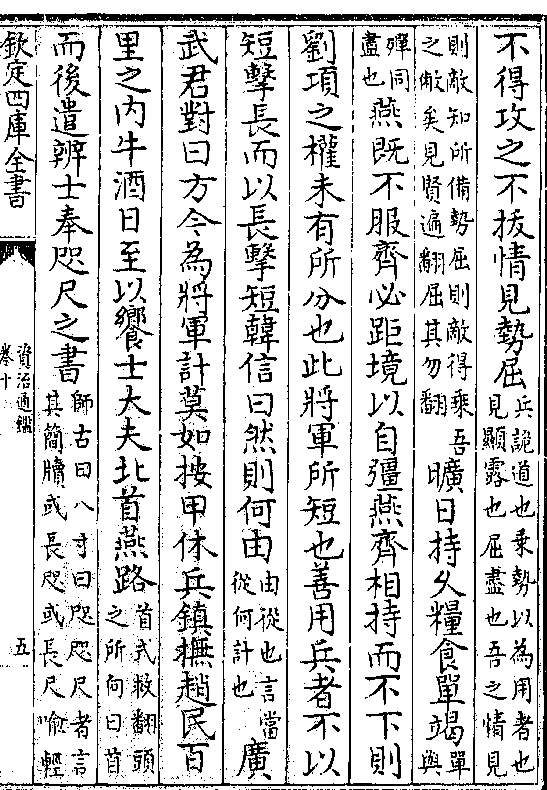 不得攻之不拔情見勢屈兵詭道也乘勢以為用者也吾之情見
見顯露也屈盡也吾之情見
則敵知所備勢屈則敵得乘吾
之敝矣見賢遍翻屈其勿翻
曠日持久糧食單竭單與
殫同
盡也
燕既不服齊必距境以自彊燕齊相持而不下則
劉項之權未有所分也此將軍所短也善用兵者不以
短擊長而以長擊短韓信曰然則何由由從也言當
從何計也
廣
武君對曰方今為將軍計莫如按甲休兵鎮撫趙民百
里之內牛酒日至以饗士大夫北首燕路首式救翻頭
之所向曰首
而後遣辨士奉咫尺之書師古曰八寸曰咫咫尺者言
其簡牘或長咫或長尺喻輕
欽定四庫全書
資治通鑑
卷十
五